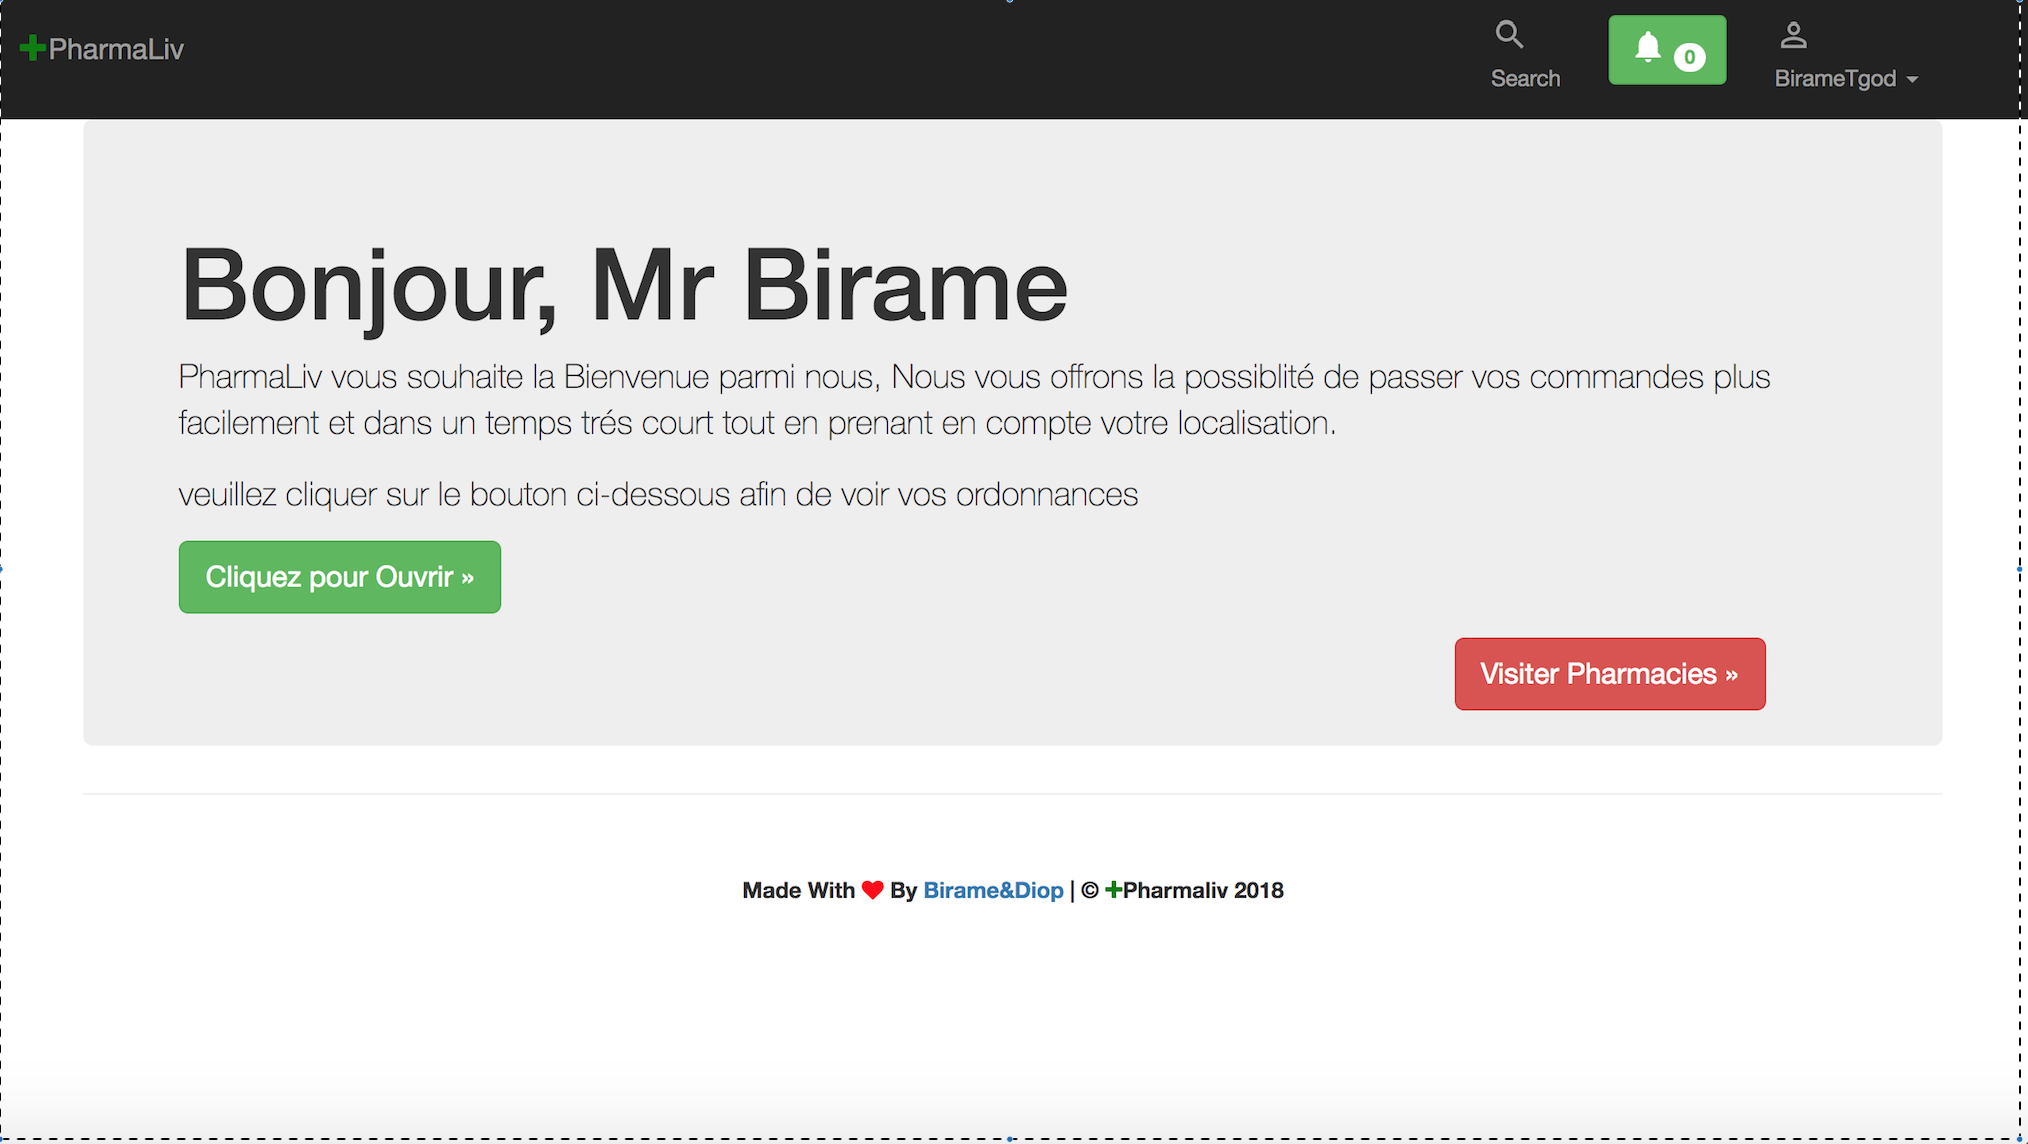 PharmaLiv
Search
0
BirameTgod
Bonjour, Mr Birame
PharmaLiv vous souhaite la Bienvenue parmi nous, Nous vous offrons la possiblité de passer vos commandes plus
facilement et dans un temps trés court tout en prenant en compte votre localisation.
veuillez cliquer sur le bouton ci-dessous afin de voir vos ordonnances
Cliquez pour Ouvrir »
Visiter Pharmacies »
Made With ❤ By Birame&Diop | © ✚Pharmaliv 2018